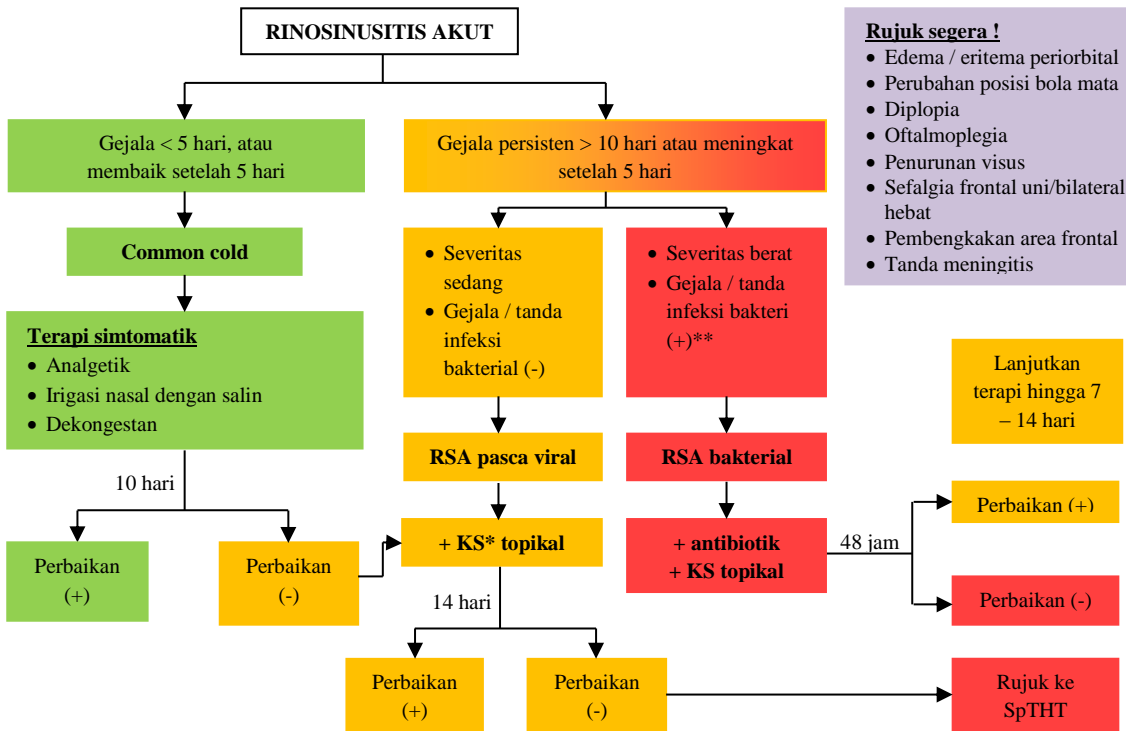 RINOSINUSITIS AKUT
Rujuk segera !
• Edema / eritema periorbital
• Perubahan posisi bola mata
• Diplopia
• Oftalmoplegia
• Penurunan visus
• Sefalgia frontal uni/bilateral
hebat
• Pembengkakan area frontal
• Tanda meningitis
Gejala < 5 hari, atau
membaik setelah 5 hari
Gejala persisten > 10 hari atau meningkat
setelah 5 hari
Common cold
• Severitas
sedang
• Gejala / tanda
infeksi
bakterial (-)
• Severitas berat
• Gejala / tanda
infeksi bakteri
(+)**
Terapi simtomatik
• Analgetik
• Irigasi nasal dengan salin
• Dekongestan
Lanjutkan
terapi hingga 7
– 14 hari
RSA pasca viral
RSA bakterial
10 hari
Perbaikan
(+)
Perbaikan
(-)
+ KS* topikal
+ antibiotik
+ KS topikal
48 jam
Perbaikan (+)
Perbaikan (-)
14 hari
Perbaikan
(+)
Perbaikan
(-)
Rujuk ke
SpTHT